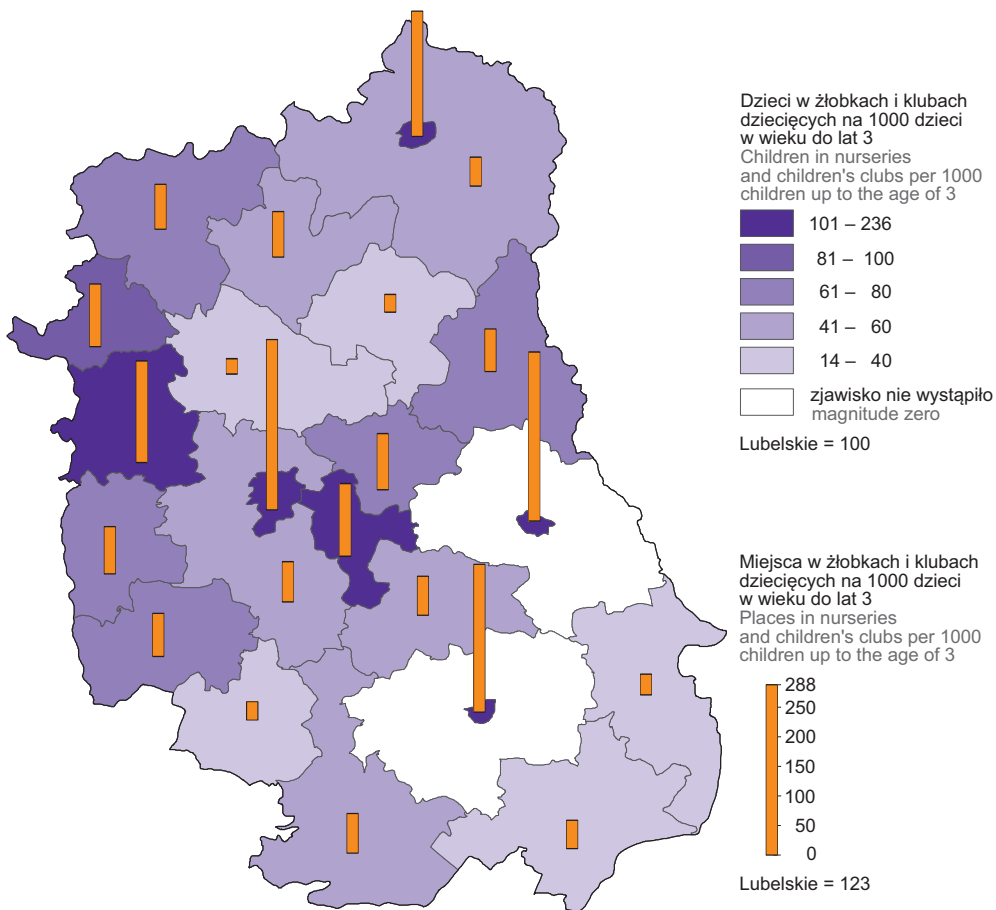 Dzieci w żłobkach i klubach
dziecięcych na 1000 dzieci
w wieku do lat 3
Children in nurseries
and children's clubs per 1000
children up to the age of 3
101 – 236
81 – 100
61 – 80
41 – 60
14 – 40
zjawisko nie wystąpiło
magnitude zero
Lubelskie = 100
Miejsca w żłobkach i klubach
dziecięcych na 1000 dzieci
w wieku do lat 3
Places in nurseries
and children's clubs per 1000
children up to the age of 3
288
250
200
150
100
50
0
Lubelskie = 123